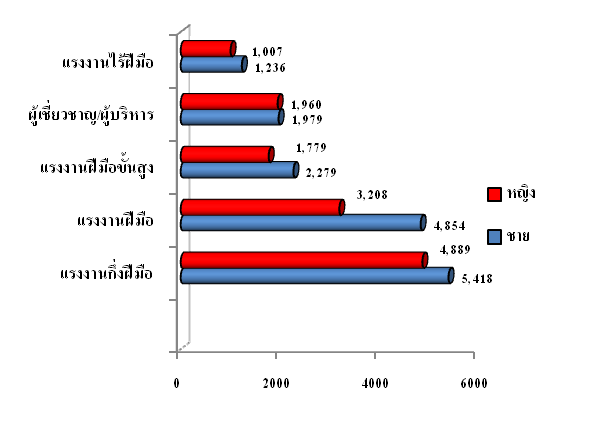 แรงงานไร้ฝีมือ
1,007
1,236
ผู้เชี่ยวชาญ/ผู้บริหาร
1,960
1,979
แรงงานฝีมือขั้นสูง
1,779
2,279
แรงงานฝีมือ
3,208
4,854
แรงงานกึ่งฝีมือ
4,889
5,418
หญิง
ชาย
0 2000 4000 6000